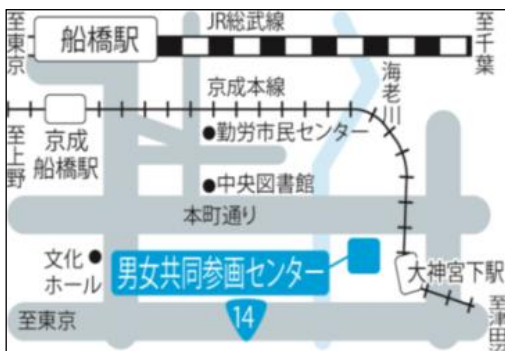 至東京
船橋駅
JR総武線
至千葉
京成本線
海老川
至上野
京成
船橋駅
●勤労市民センター
●中央図書館
本町通り
文化●
ホール
男女共同参画センター
大神宮下駅
至東京
14
至津田沼